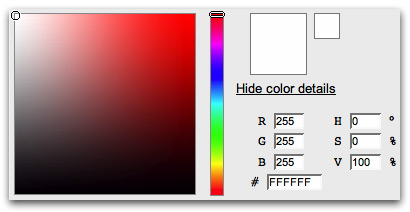 Hide color details
R 255 H 0 º
G 255 S 0 %
B 255 V 100 %
# FFFFFF